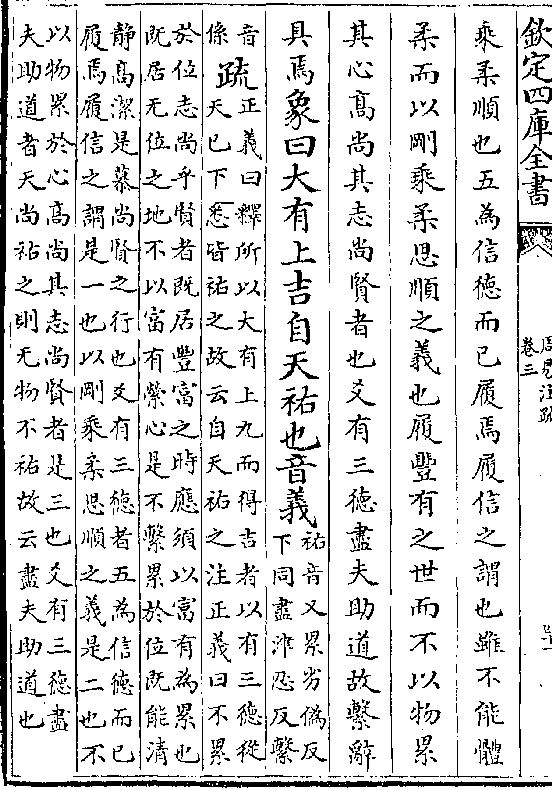 欽定四庫全書
周易注疏
卷三
乘柔順也五為信德而已履焉履信之謂也雖不能體
柔而以剛乘柔思順之義也履豐有之世而不以物累
其心髙尚其志尚賢者也爻有三德盡夫助道故繫辭
具焉象曰大有上吉自天祐也音義
祐音又累劣偽反
下同盡津忍反繫
音
係
疏
正義曰釋所以大有上九而得吉者以有三德從
天已下悉皆祐之故云自天祐之注正義曰不累
於位志尚乎賢者既居豐富之時應須以富有為累也
既居无位之地不以富有縈心是不繫累於位既能清
静髙潔是慕尚賢之行也爻有三德者五為信德而已
履焉履信之謂是一也以剛乘柔思順之義是二也不
以物累於心髙尚其志尚賢者是三也爻有三德盡
夫助道者天尚祐之則无物不祐故云盡夫助道也